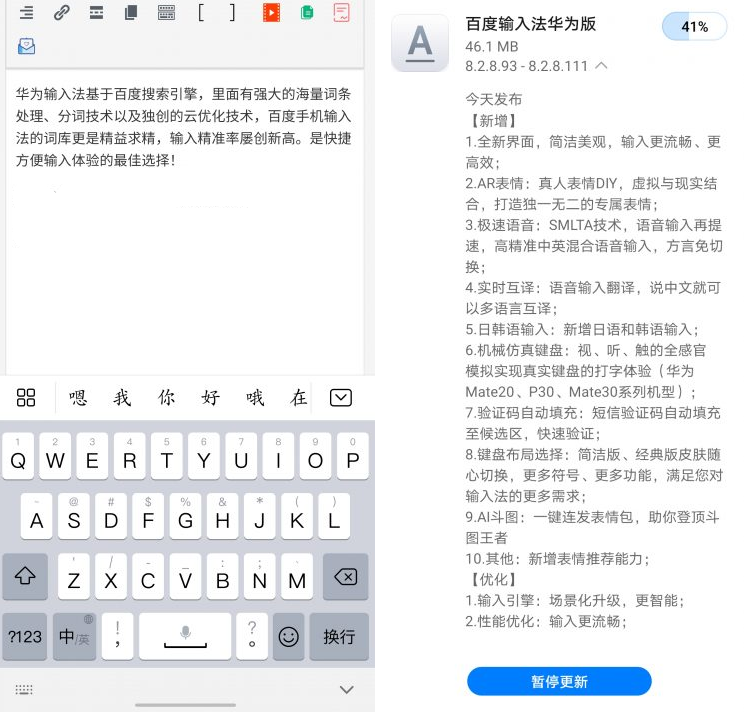 [ ]
华为输入法基于百度搜索引擎，里面有强大的海量词条
处理、分词技术以及独创的云优化技术，百度手机输入
法的词库更是精益求精，输入精准率屡创新高。是快捷
方便输入体验的最佳选择！
嗯 我 你 好 哦 在
1 2 3 4 5 6 7 8 9 0
Q W E R T Y U I O P
- @ # $ % & * ( )
A S D F G H J K L
' / - _ : ; 、
Z X C V B N M
?123 中/英 ！， ？。 换行
百度输入法华为版
41%
46.1 MB
8.2.8.93 - 8.2.8.111
今天发布
【新增】
1.全新界面，简洁美观，输入更流畅、更
高效；
2.AR表情：真人表情DIY，虚拟与现实结
合，打造独一无二的专属表情；
3.极速语音：SMLTA技术，语音输入再提
速，高精准中英混合语音输入，方言免切
换；
4.实时互译：语音输入翻译，说中文就可
以多语言互译；
5.日韩语输入：新增日语和韩语输入；
6.机械仿真键盘：视、听、触的全感官
模拟实现真实键盘的打字体验（华为
Mate20、P30、Mate30系列机型）；
7.验证码自动填充：短信验证码自动填充
至候选区，快速验证；
8.键盘布局选择：简洁版、经典版皮肤随
心切换，更多符号、更多功能，满足您对
输入法的更多需求；
9.AI斗图：一键连发表情包，助你登顶斗
图王者
10.其他：新增表情推荐能力；
【优化】
1.输入引擎：场景化升级，更智能；
2.性能优化：输入更流畅；
暂停更新